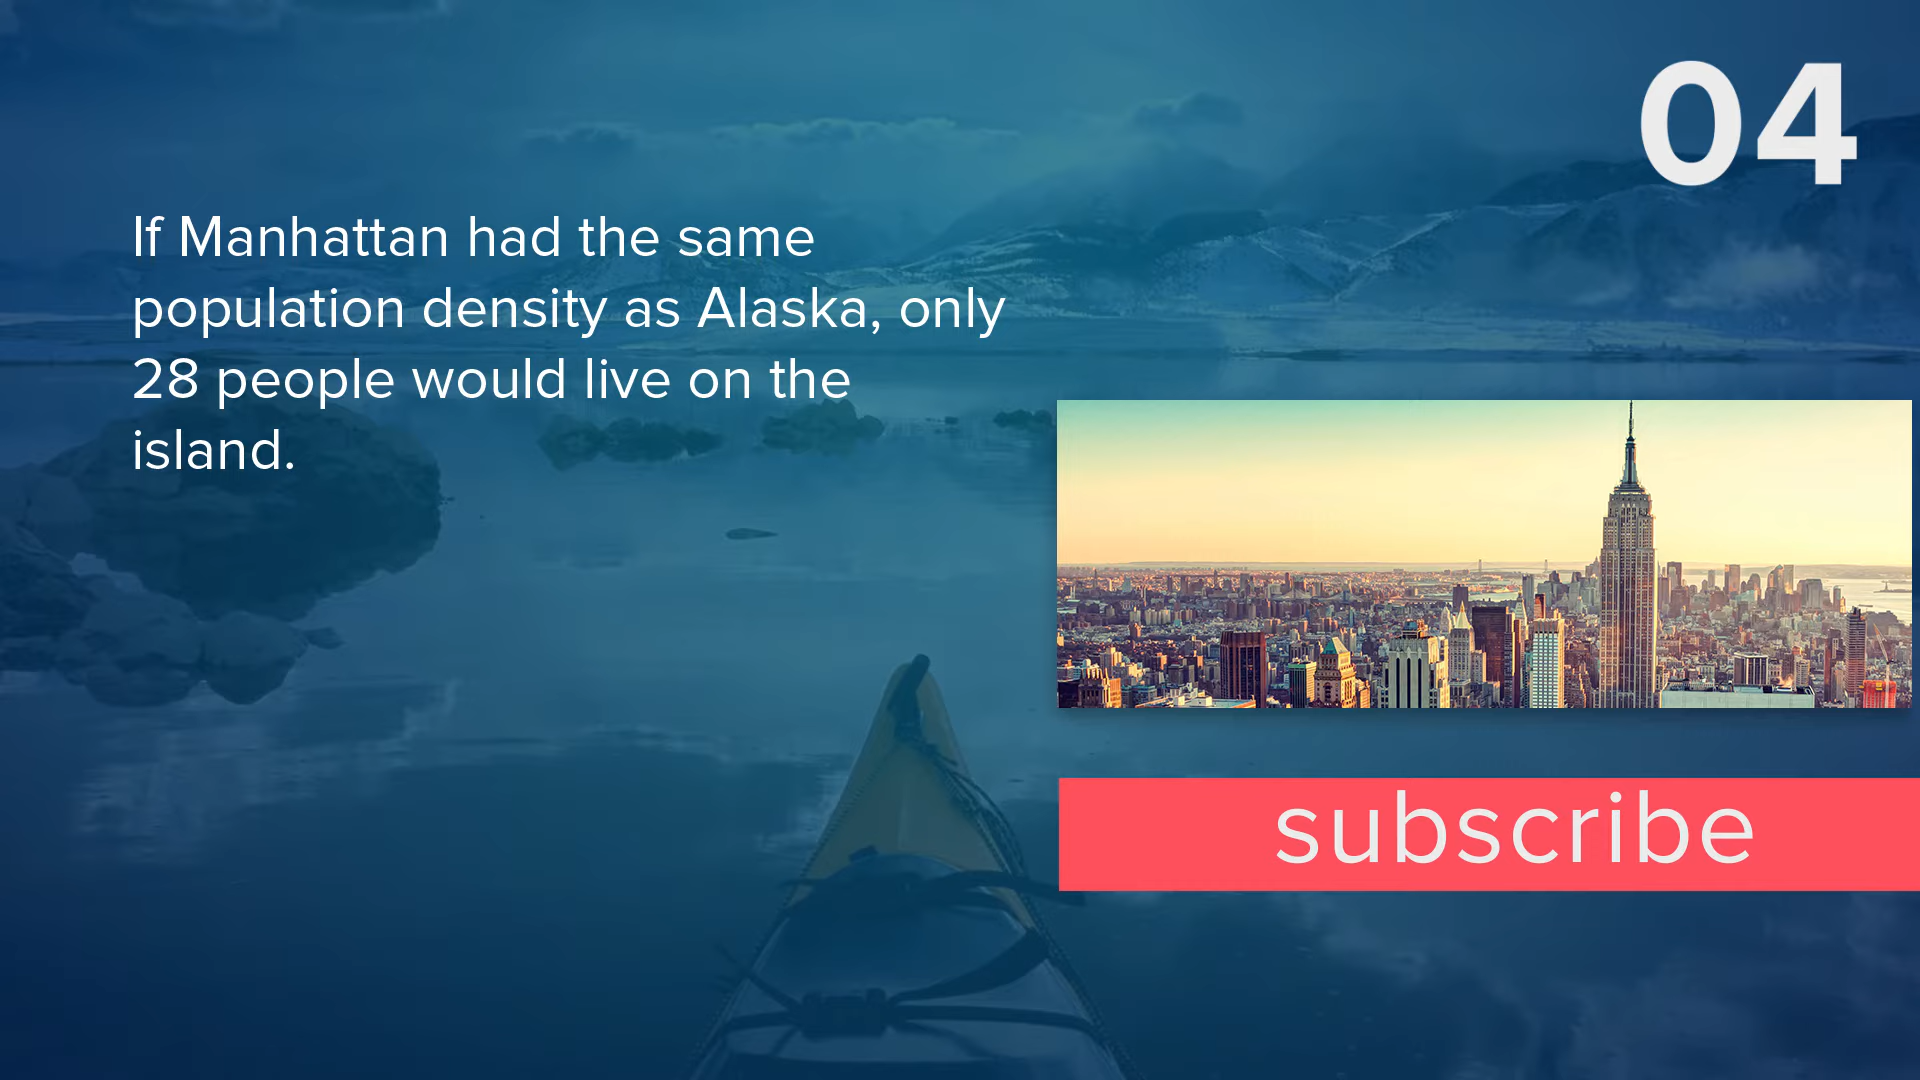 04
If Manhattan had the same
population density as Alaska, only
28 people would live on the
island.
subscribe